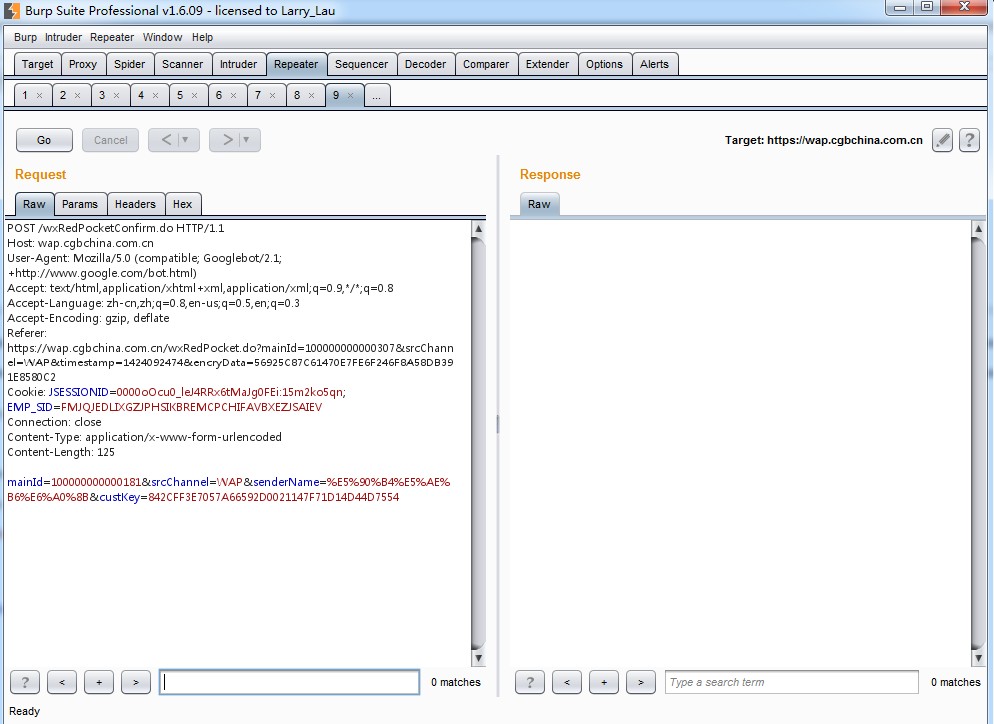 Burp Suite Professional v1.6.09 - licensed to Larry_Lau
Burp Intruder Repeater Window Help
Target Proxy Spider Scanner Intruder Repeater Sequencer Decoder Comparer Extender Options Alerts
1 × 2 × 3 × 4 × 5 × 6 × 7 × 8 × 9 × ...
Go Cancel < | ▼ > | ▼ Target: https://wap.cgbchina.com.cn ?
Request
Raw Params Headers Hex
POST /wxRedPocketConfirm.do HTTP/1.1
Host: wap.cgbchina.com.cn
User-Agent: Mozilla/5.0 (compatible; Googlebot/2.1;
+http://www.google.com/bot.html)
Accept: text/html,application/xhtml+xml,application/xml;q=0.9,*/*;q=0.8
Accept-Language: zh-cn,zh;q=0.8,en-us;q=0.5,en;q=0.3
Accept-Encoding: gzip, deflate
Referer:
https://wap.cgbchina.com.cn/wxRedPocket.do?mainId=100000000000307&srcChann
el=WAP&timestamp=1424092474&encryData=56925C87C61470E7FE6F246F8A58DB39
1E8580C2
Cookie: JSESSIONID=0000oOcu0_leJ4RRx6tMaJg0FEi:15m2ko5qn;
EMP_SID=FMJQJEDLIXGZJPHSIKBREMCPCHIFAVBXEZJSAIEV
Connection: close
Content-Type: application/x-www-form-urlencoded
Content-Length: 125
mainId=100000000000181&srcChannel=WAP&senderName=%E5%90%B4%E5%AE%
B6%E6%A0%8B&custKey=842CFF3E7057A66592D0021147F71D14D44D7554
? < + > 0 matches
Response
Raw
? < + > Type a search term 0 matches
Ready